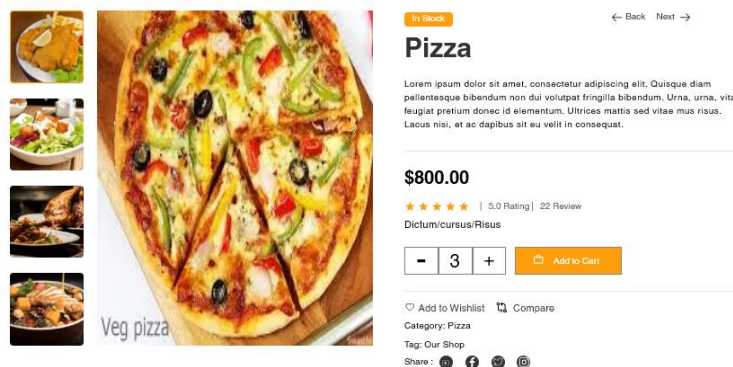 In Stock
Back Next
Pizza
Lorem ipsum dolor sit amet, consectetur adipiscing elit. Quisque diam
pellentesque bibendum non dui volutpat fringilla bibendum. Urna, urna, vita
feugiat pretium donec id elementum. Ultrices mattis sed vitae mus risus.
Lacus nisi, et ac dapibus sit eu velit in consequat.
$800.00
| 5.0 Rating | 22 Review
Dictum/cursus/Risus
- 3 + Add to Cart
Add to Wishlist Compare
Category: Pizza
Tag: Our Shop
Share :
Veg pizza